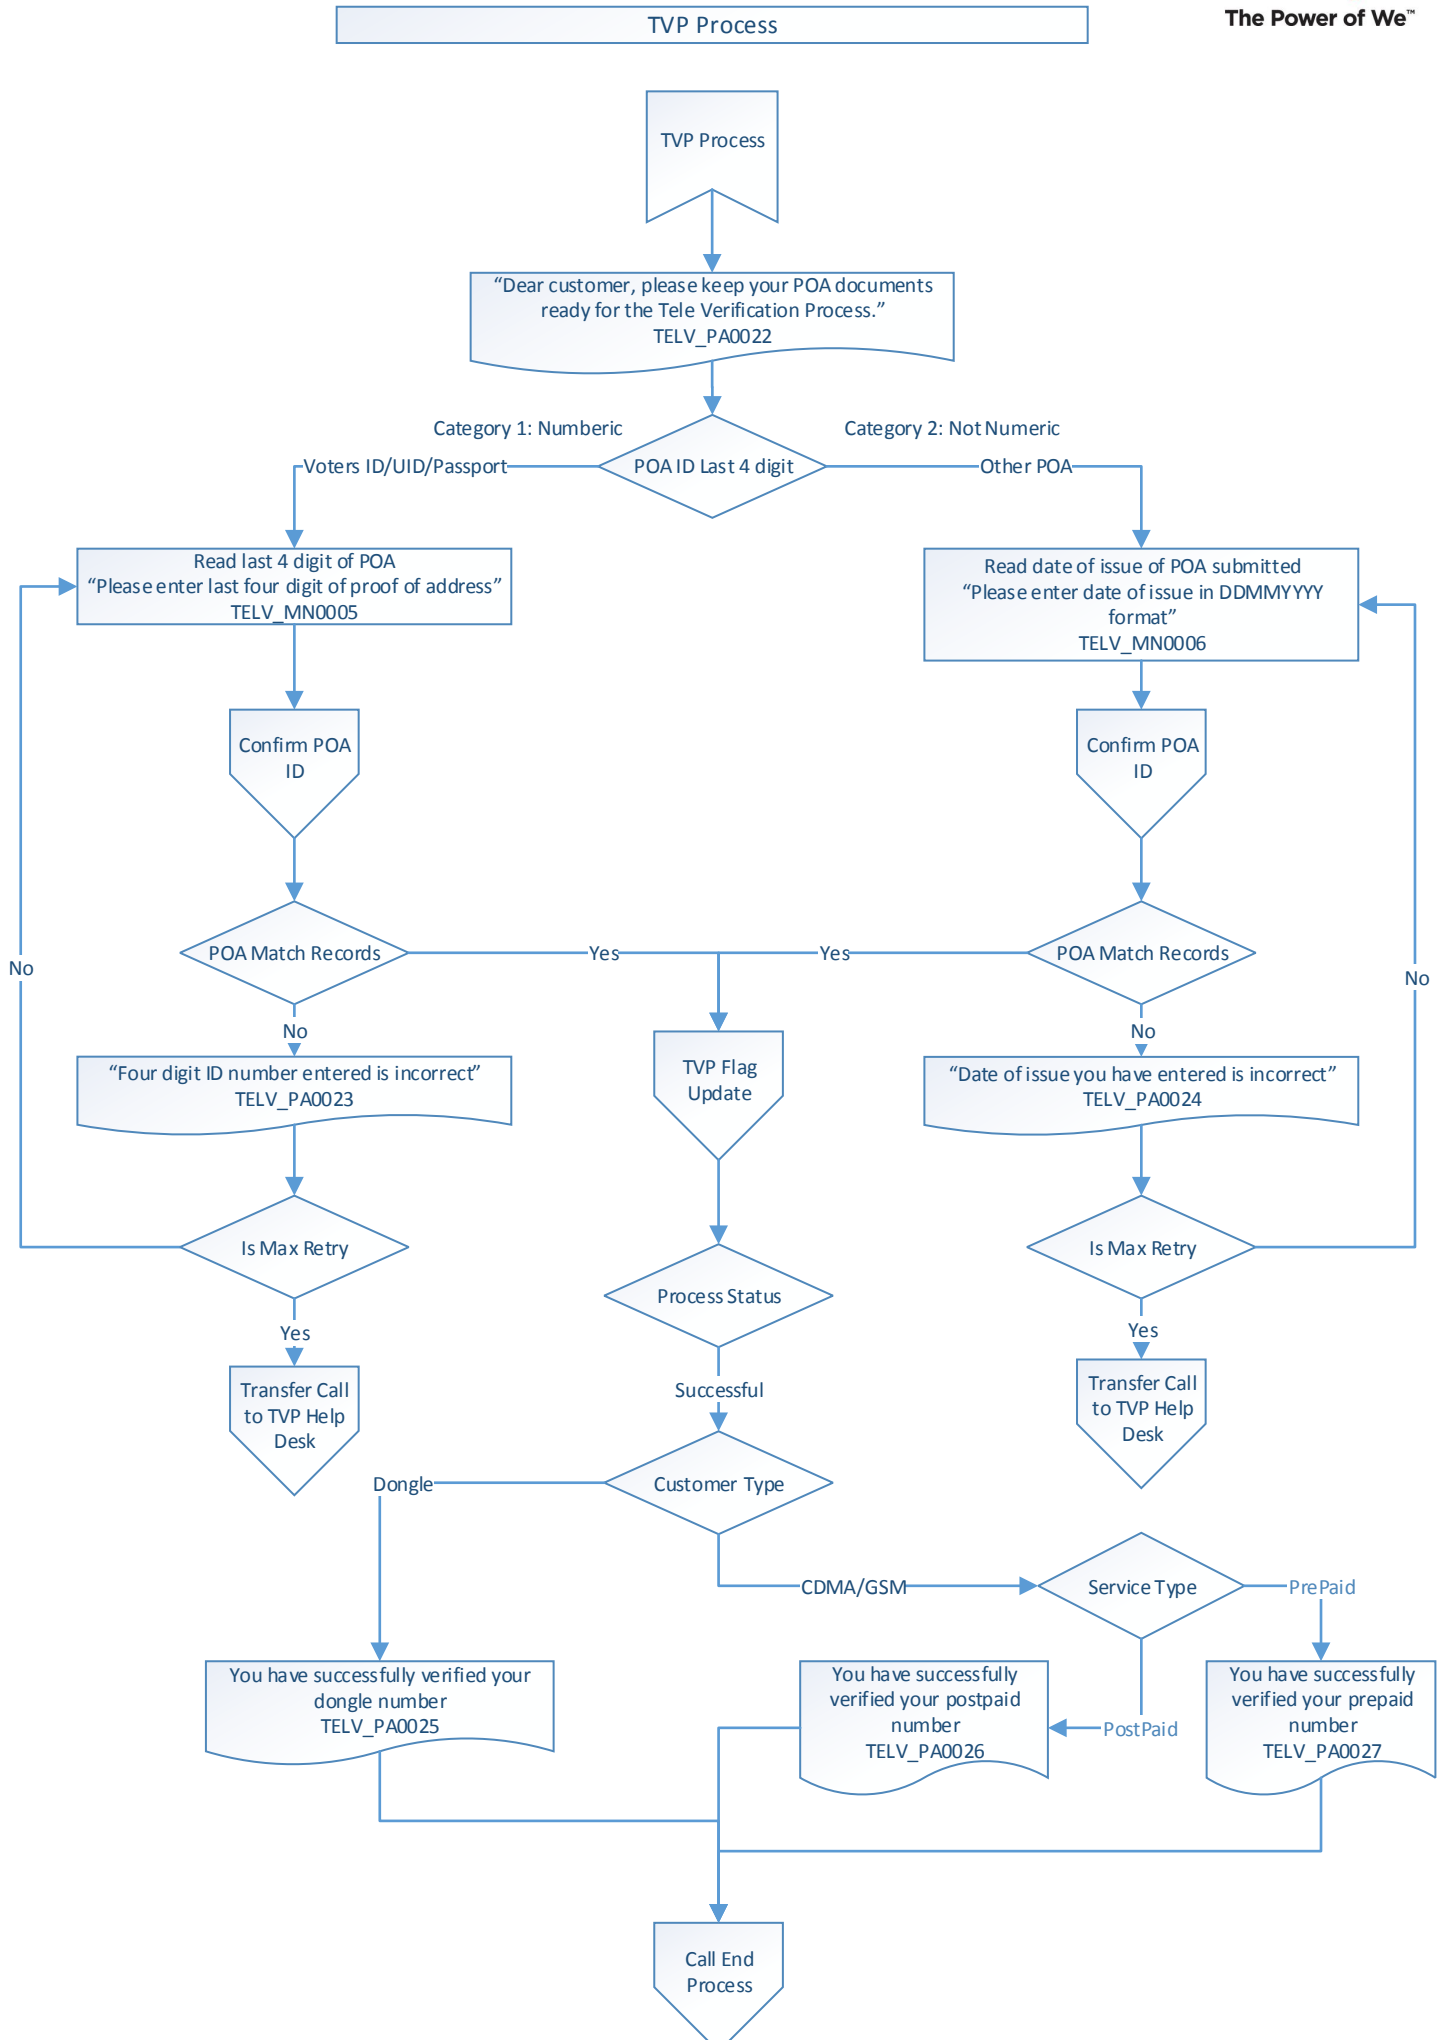 TVP Process
The Power of We™
TVP Process
“Dear customer, please keep your POA documents
ready for the Tele Verification Process.”
TELV_PA0022
Category 1: Numberic
Category 2: Not Numeric
Voters ID/UID/Passport
POA ID Last 4 digit
Other POA
Read last 4 digit of POA
“Please enter last four digit of proof of address”
TELV_MN0005
Read date of issue of POA submitted
“Please enter date of issue in DDMMYYYY
format”
TELV_MN0006
Confirm POA
ID
Confirm POA
ID
POA Match Records
Yes
Yes
POA Match Records
No
No
No
No
“Four digit ID number entered is incorrect”
TELV_PA0023
TVP Flag
Update
“Date of issue you have entered is incorrect”
TELV_PA0024
Is Max Retry
Is Max Retry
Process Status
Yes
Yes
Transfer Call
to TVP Help
Desk
Successful
Transfer Call
to TVP Help
Desk
Dongle
Customer Type
CDMA/GSM
Service Type
PrePaid
You have successfully verified your
dongle number
TELV_PA0025
You have successfully
verified your postpaid
number
TELV_PA0026
PostPaid
You have successfully
verified your prepaid
number
TELV_PA0027
Call End
Process